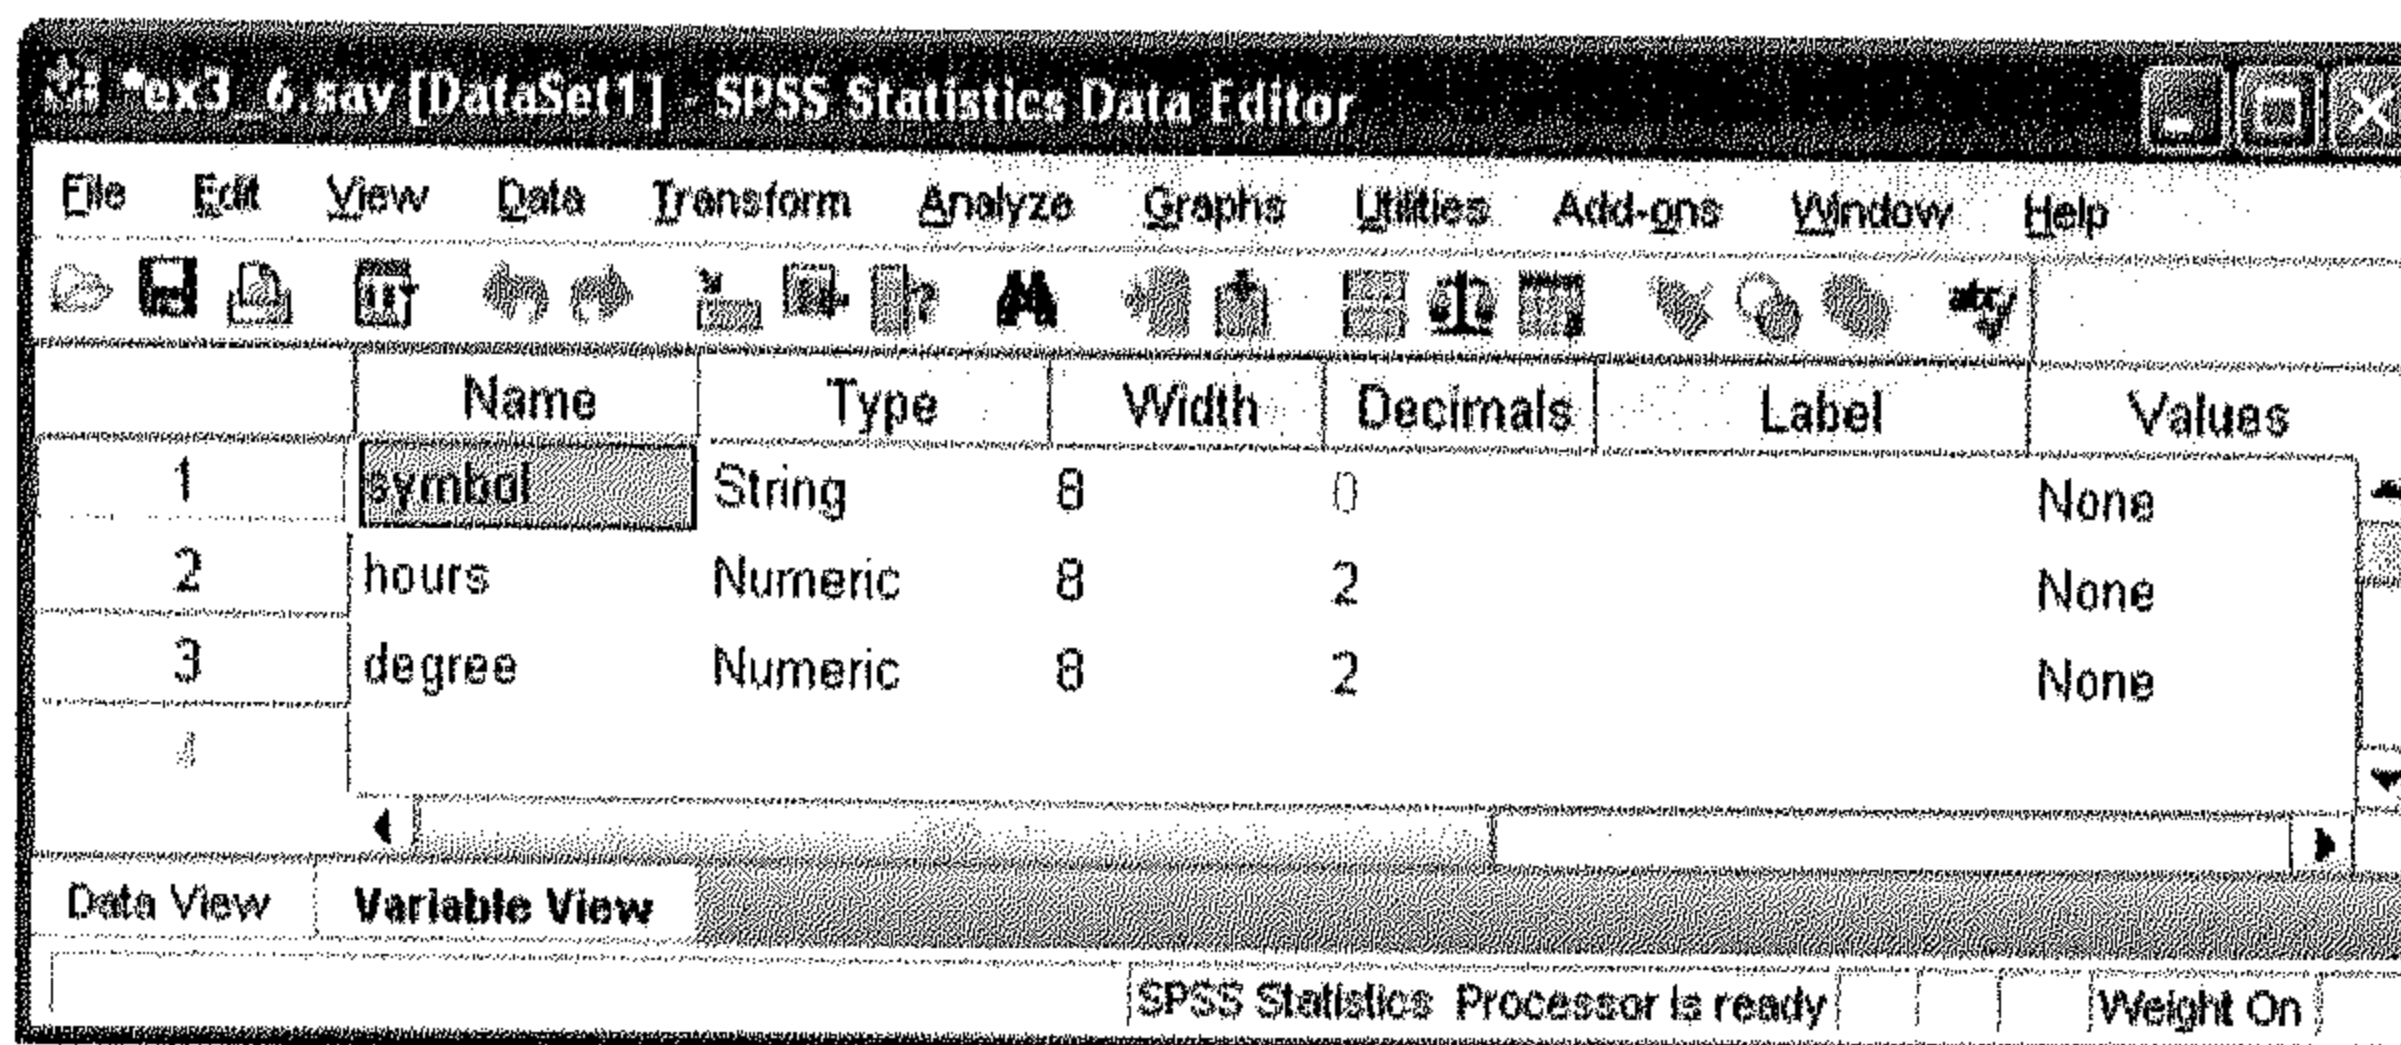 *ex3_6.sav [DataSet1] - SPSS Statistics Data Editor
File Edit View Data Transform Analyze Graphs Utilities Add-ons Window Help
Name Type Width Decimals Label Values
1 symbol String 8 0 None
2 hours Numeric 8 2 None
3 degree Numeric 8 2 None
4
Data View Variable View
SPSS Statistics Processor is ready Weight On